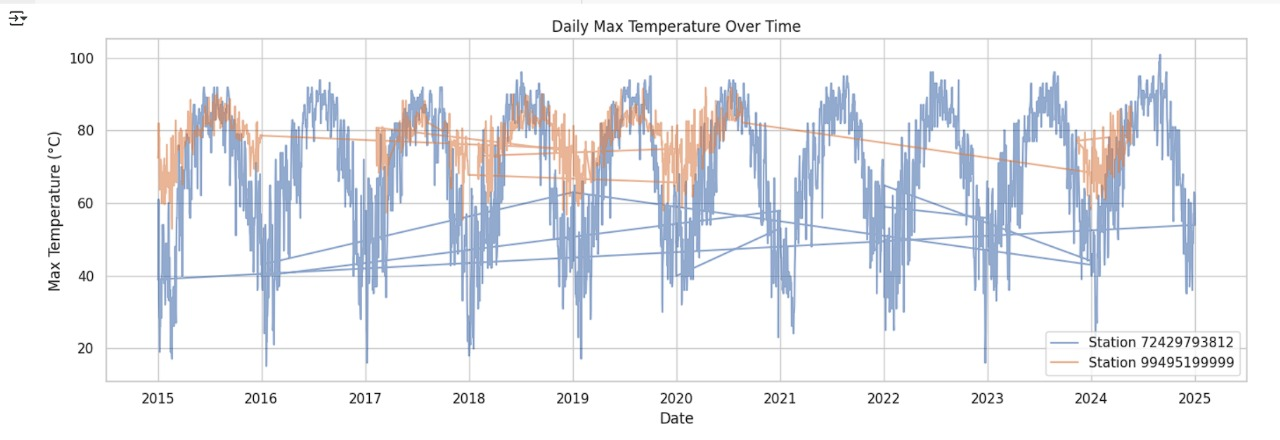 Daily Max Temperature Over Time
Max Temperature (°C)
100
80
60
40
20
2015 2016 2017 2018 2019 2020 2021 2022 2023 2024 2025
Date
Station 72429793812
Station 99495199999